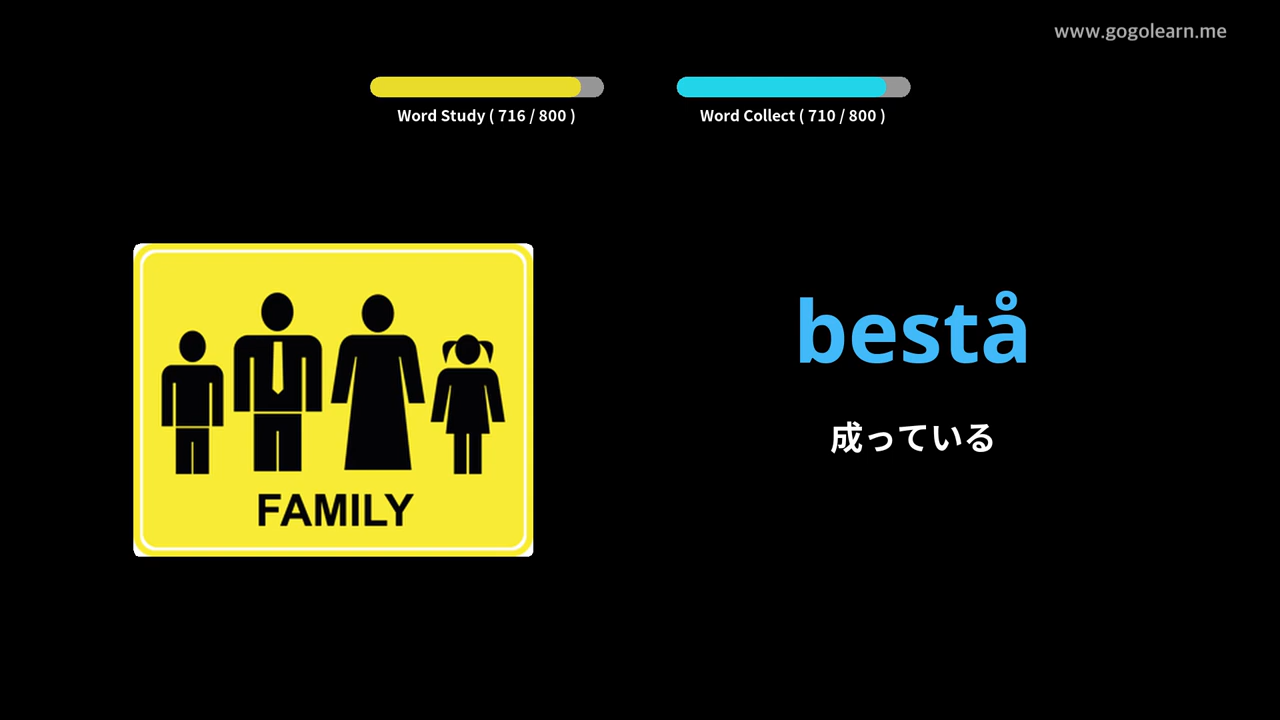 www.gogolearn.me
Word Study ( 716 / 800 )
Word Collect ( 710 / 800 )
FAMILY
bestå
成っている